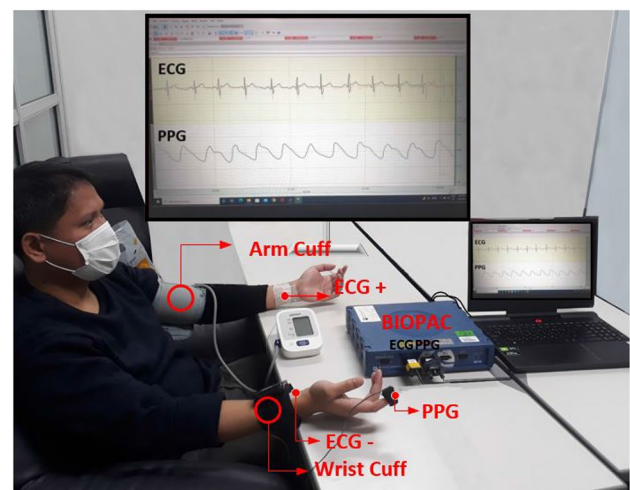 ECG
PPG
Arm Cuff
ECG +
ECG
PPG
BIOPAC
ECG PPG
PPG
ECG -
Wrist Cuff